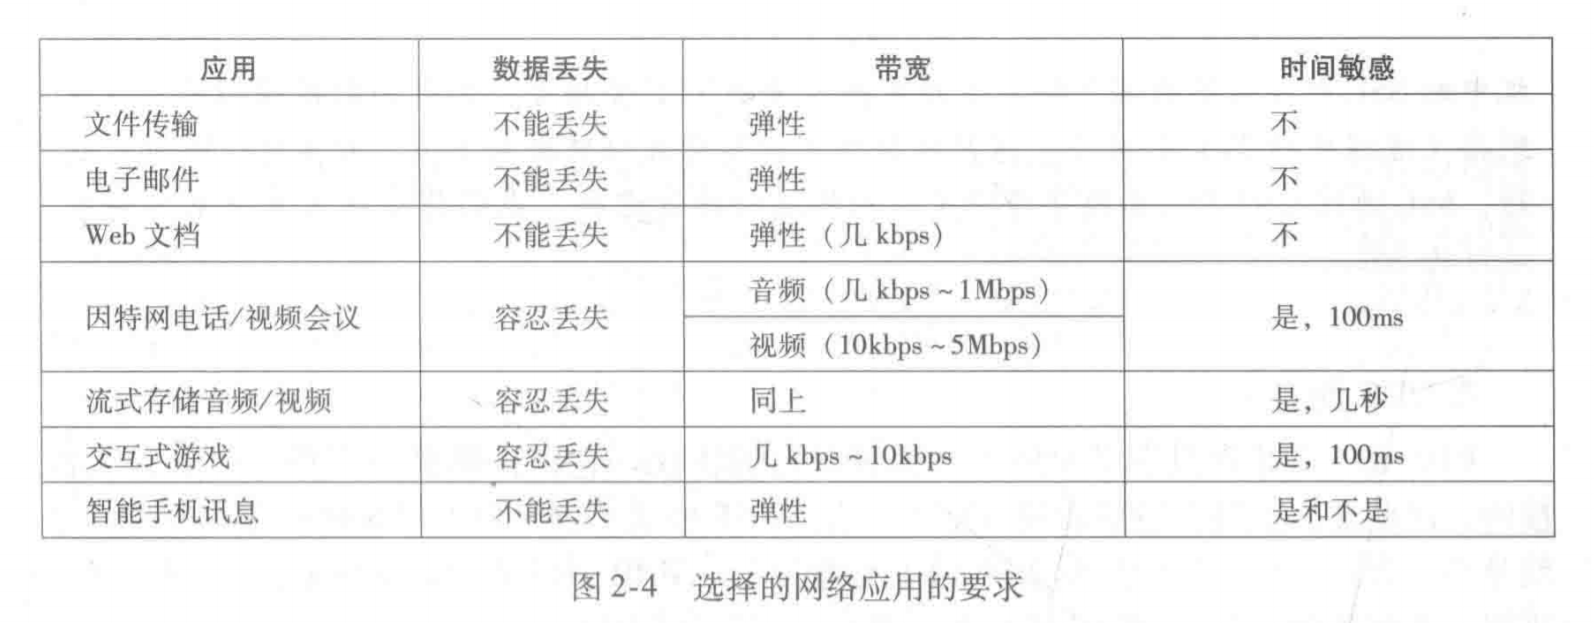 应用 数据丢失 带宽 时间敏感
文件传输 不能丢失 弹性 不
电子邮件 不能丢失 弹性 不
Web 文档 不能丢失 弹性（几 kbps） 不
因特网电话/视频会议 容忍丢失 音频（几 kbps ~ 1Mbps） 是，100ms
视频（10kbps ~ 5Mbps）
流式存储音频/视频 容忍丢失 同上 是，几秒
交互式游戏 容忍丢失 几 kbps ~ 10kbps 是，100ms
智能手机讯息 不能丢失 弹性 是和不是
图 2-4 选择的网络应用的要求